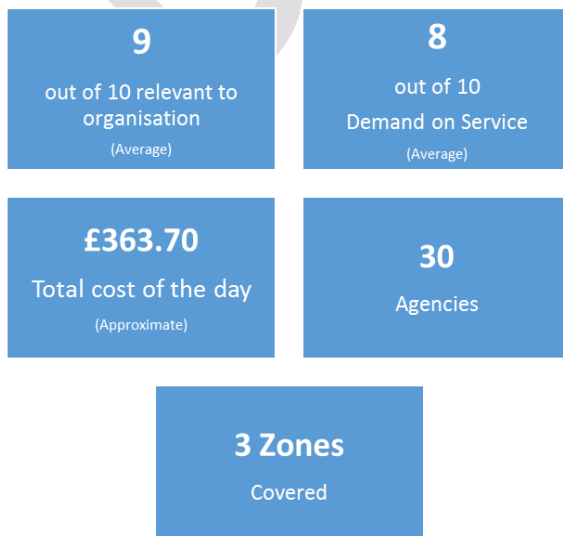 9
out of 10 relevant to
organisation
(Average)
8
out of 10
Demand on Service
(Average)
£363.70
Total cost of the day
(Approximate)
30
Agencies
3 Zones
Covered